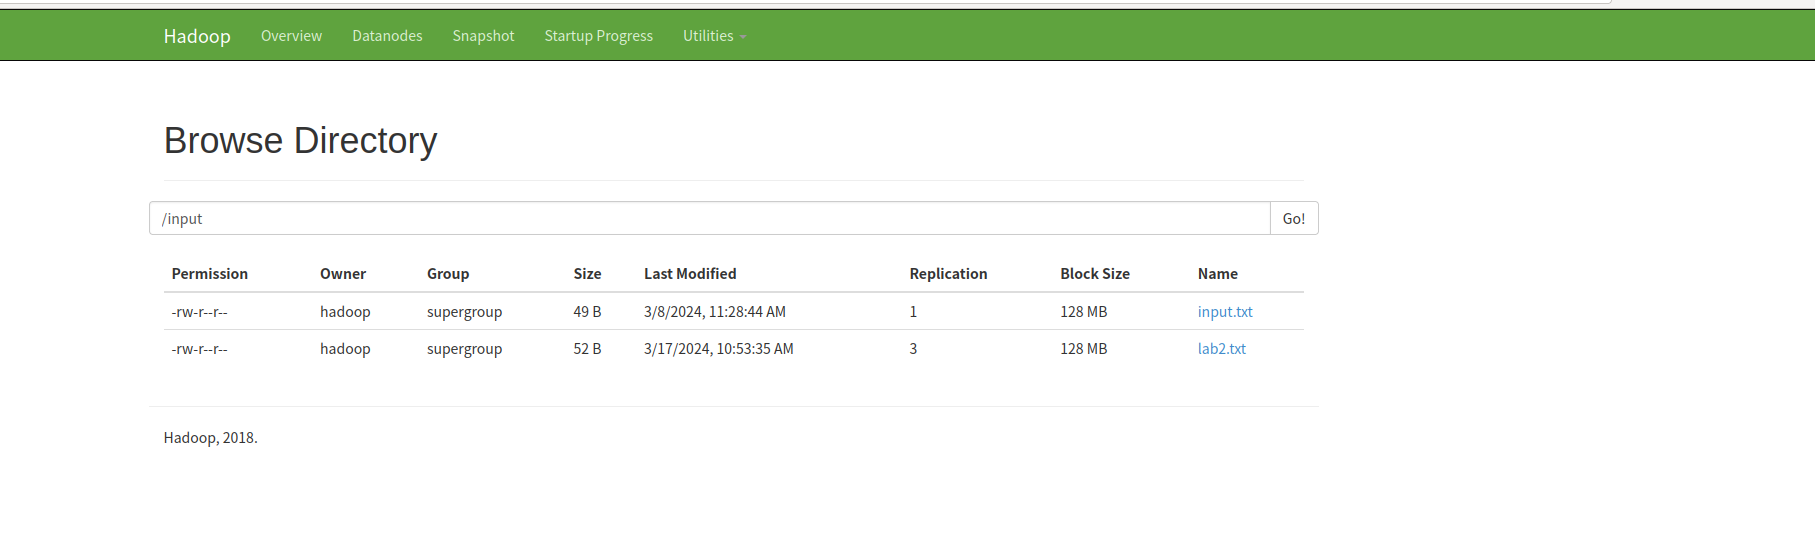 Hadoop Overview Datanodes Snapshot Startup Progress Utilities
Browse Directory
/input Go!
Permission Owner Group Size Last Modified Replication Block Size Name
-rw-r--r-- hadoop supergroup 49 B 3/8/2024, 11:28:44 AM 1 128 MB input.txt
-rw-r--r-- hadoop supergroup 52 B 3/17/2024, 10:53:35 AM 3 128 MB lab2.txt
Hadoop, 2018.